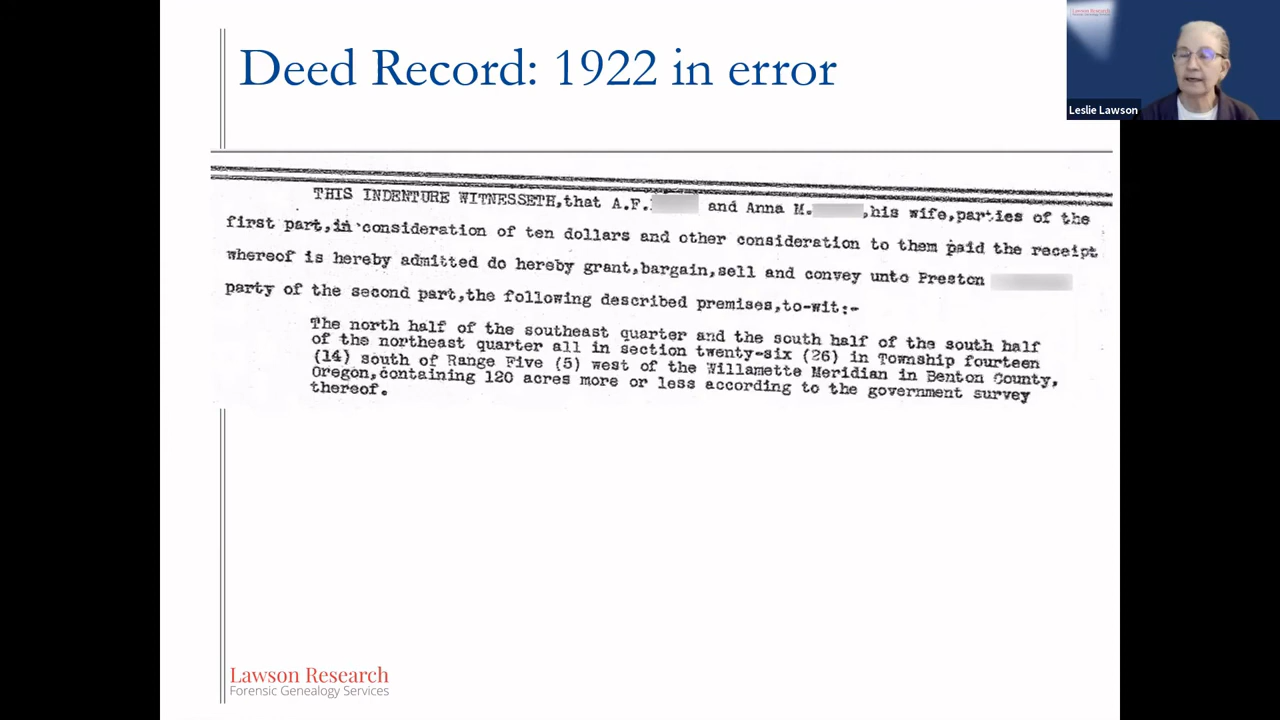 Deed Record: 1922 in error
Lawson Research
Forensic Genealogy Services
Leslie Lawson
THIS INDENTURE WITNESSETH,that A.F. and Anna M. ,his wife,parties of the
first part,in consideration of ten dollars and other consideration to them paid the receipt
whereof is hereby admitted do hereby grant,bargain,sell and convey unto Preston
party of the second part,the following described premises,to-wit:-
The north half of the southeast quarter and the south half of the south half
of the northeast quarter all in section twenty-six (26) in Township fourteen
(14) south of Range Five (5) west of the Willamette Meridian in Benton County,
Oregon,containing 120 acres more or less according to the government survey
thereof.
Lawson Research
Forensic Genealogy Services